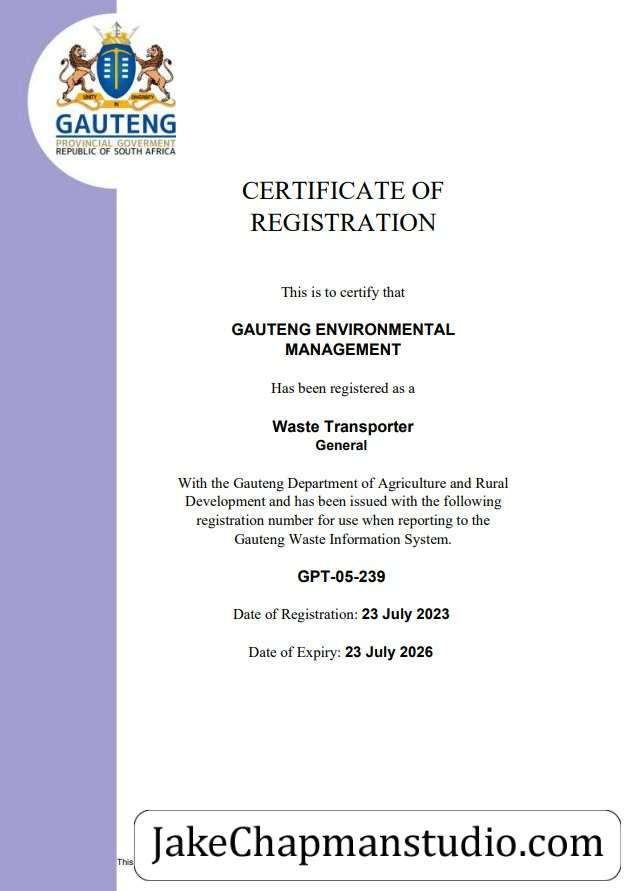 UNITY
IN
DIVERSITY
GAUTENG
PROVINCIAL GOVERMENT
REPUBLIC OF SOUTH AFRICA
CERTIFICATE OF
REGISTRATION
This is to certify that
GAUTENG ENVIRONMENTAL
MANAGEMENT
Has been registered as a
Waste Transporter
General
With the Gauteng Department of Agriculture and Rural
Development and has been issued with the following
registration number for use when reporting to the
Gauteng Waste Information System.
GPT-05-239
Date of Registration: 23 July 2023
Date of Expiry: 23 July 2026
This
JakeChapmanstudio.com